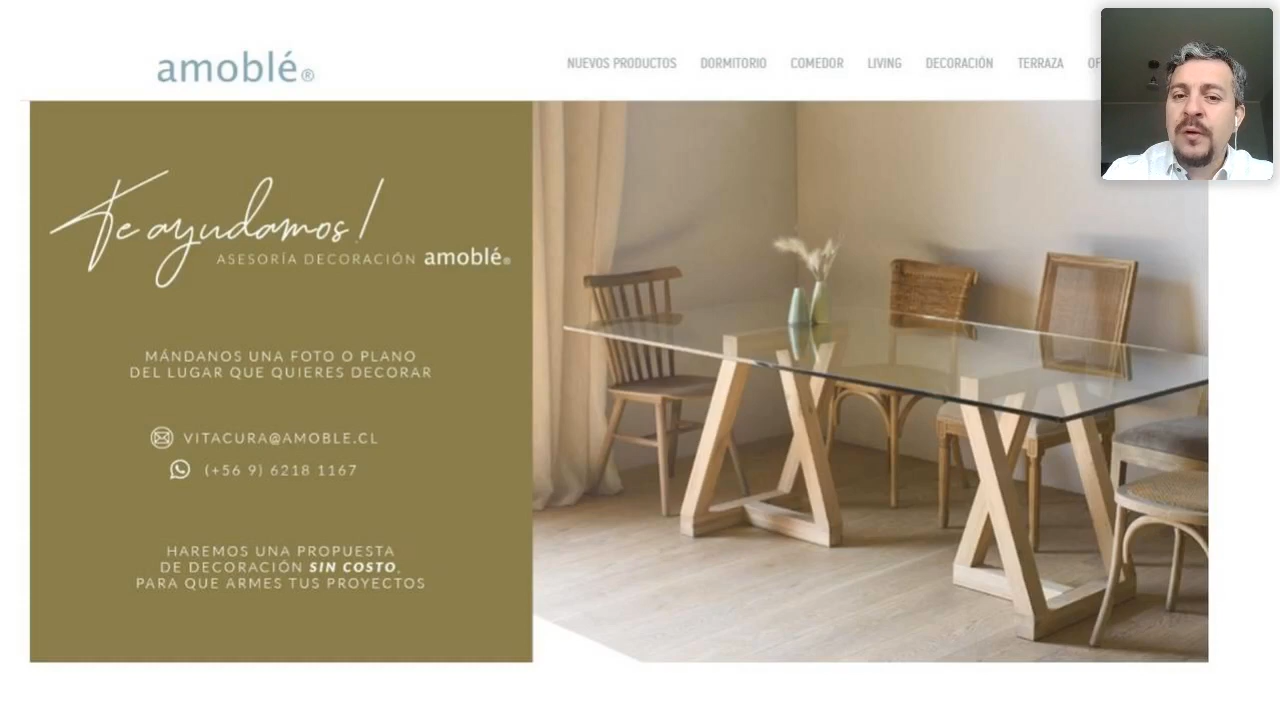 amoblé®
NUEVOS PRODUCTOS DORMITORIO COMEDOR LIVING DECORACIÓN TERRAZA
Te ayudamos!
ASESORÍA DECORACIÓN amoblé®
MÁNDANOS UNA FOTO O PLANO
DEL LUGAR QUE QUIERES DECORAR
VITACURA@AMOBLE.CL
(+56 9) 6218 1167
HAREMOS UNA PROPUESTA
DE DECORACIÓN SIN COSTO,
PARA QUE ARMES TUS PROYECTOS